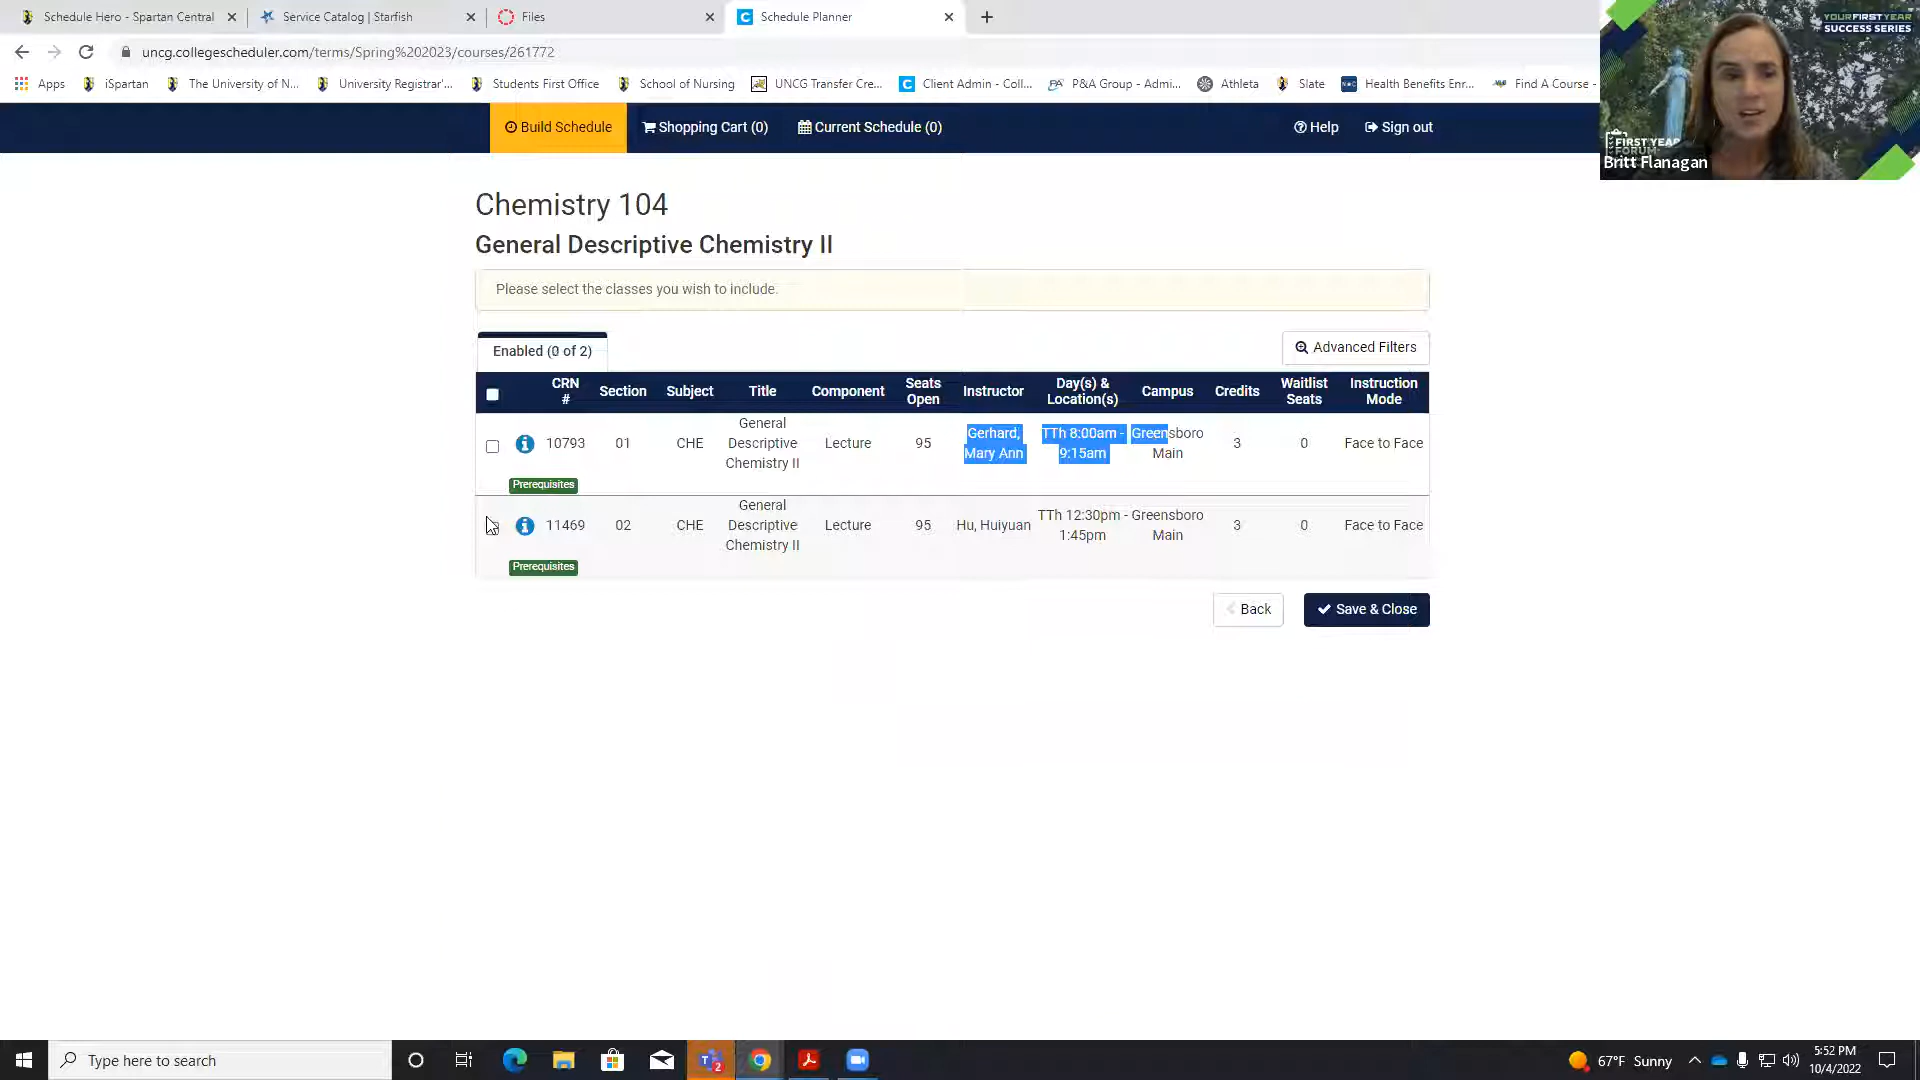 Schedule Hero - Spartan Central
Service Catalog | Starfish
Files
Schedule Planner
uncg.collegescheduler.com/terms/Spring%202023/courses/261772
Apps
iSpartan
The University of N...
University Registrar'...
Students First Office
School of Nursing
UNCG Transfer Cre...
Client Admin - Coll...
P&A Group - Admi...
Athleta
Slate
Health Benefits Enr...
Find A Course -
YOUR FIRST YEAR
SUCCESS SERIES
FIRST YEAR
FORUM
Britt Flanagan
Build Schedule
Shopping Cart (0)
Current Schedule (0)
Help
Sign out
Chemistry 104
General Descriptive Chemistry II
Please select the classes you wish to include.
Enabled (0 of 2)
Advanced Filters
CRN # Section Subject Title Component Seats Open Instructor Day(s) & Location(s) Campus Credits Waitlist Seats Instruction Mode
10793 01 CHE General Descriptive Chemistry II Lecture 95 Gerhard, Mary Ann TTh 8:00am - 9:15am Greensboro Main 3 0 Face to Face
Prerequisites
11469 02 CHE General Descriptive Chemistry II Lecture 95 Hu, Huiyuan TTh 12:30pm - 1:45pm Greensboro Main 3 0 Face to Face
Prerequisites
Back
Save & Close
Type here to search
2
67°F Sunny
5:52 PM
10/4/2022